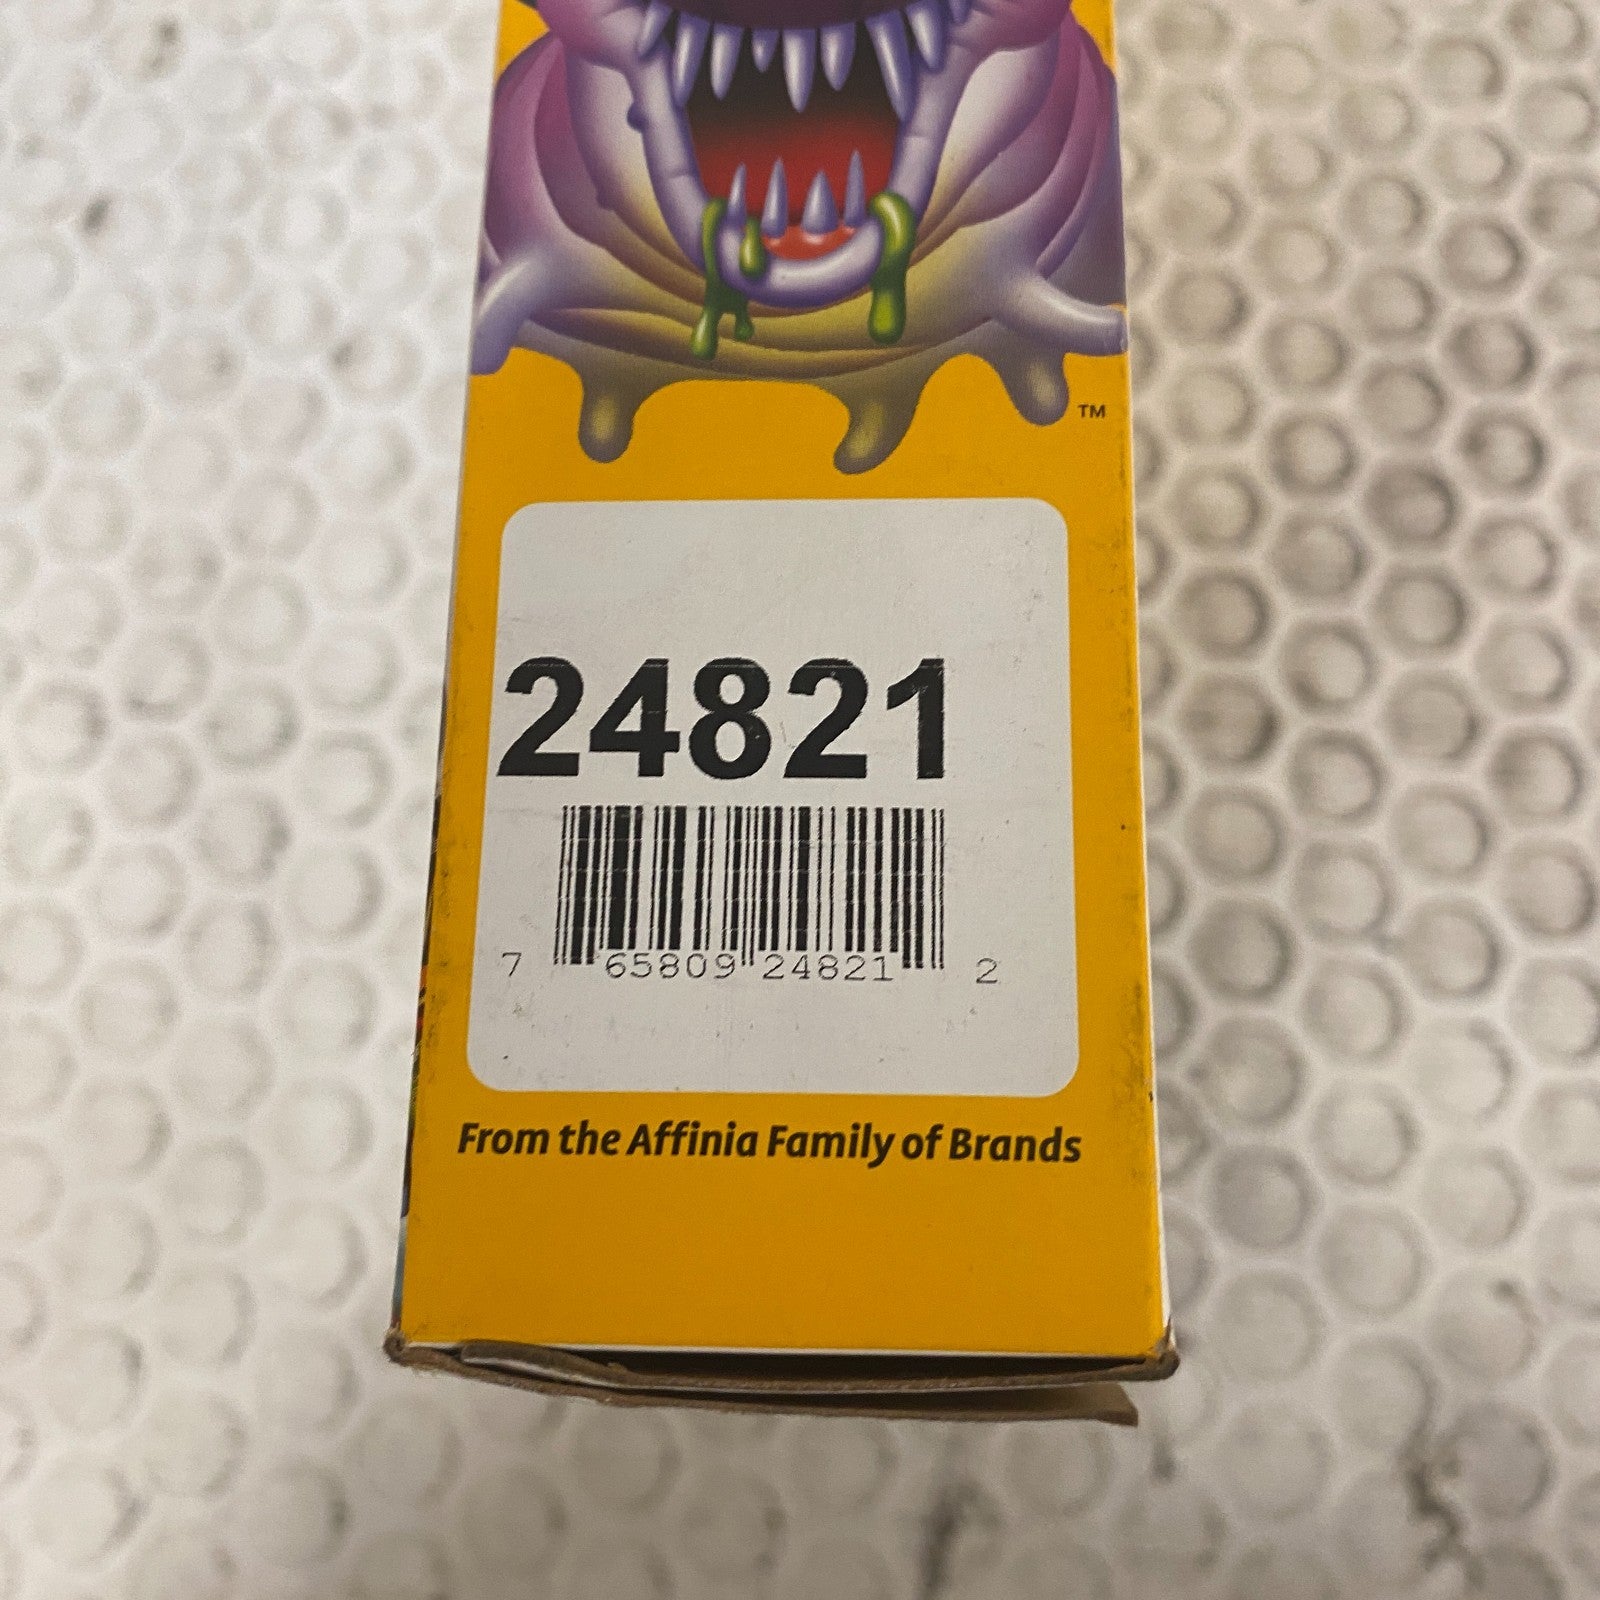 TM
24821
7 65809 24821 2
From the Affinia Family of Brands